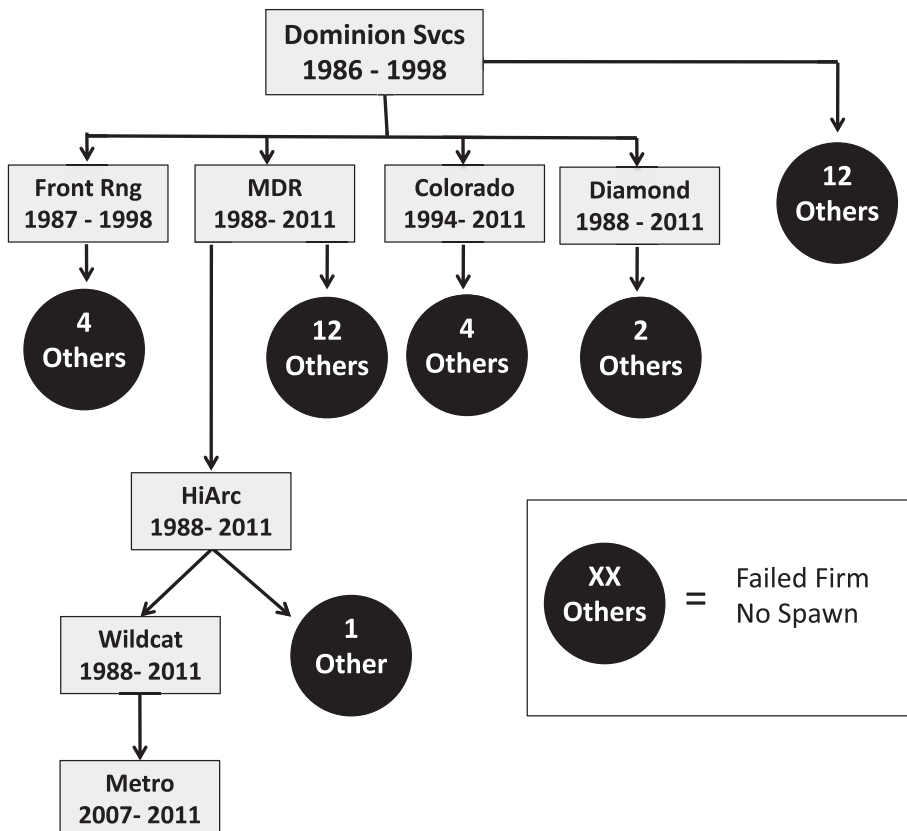 Dominion Svcs
1986 - 1998
Front Rng
1987 - 1998
MDR
1988- 2011
Colorado
1994- 2011
Diamond
1988 - 2011
12
Others
4
Others
12
Others
4
Others
2
Others
HiArc
1988- 2011
Wildcat
1988- 2011
1
Other
Metro
2007- 2011
XX
Others
=
Failed Firm
No Spawn